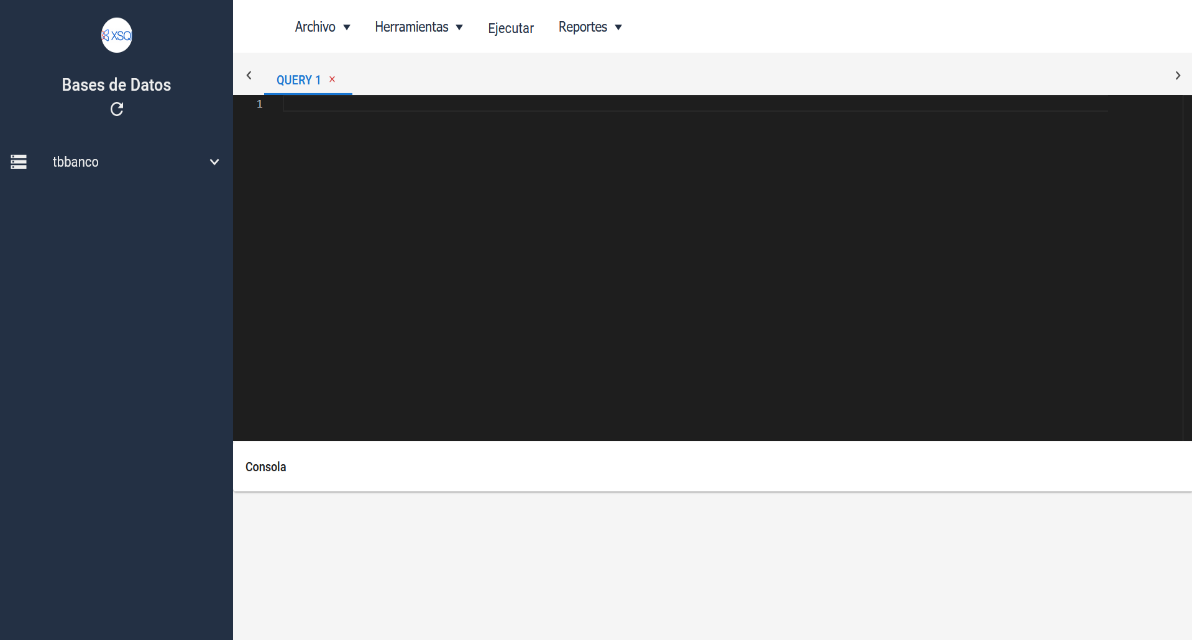 XSQ
Bases de Datos
tbbanco
Archivo Herramientas Ejecutar Reportes
QUERY 1 ×
1
Consola